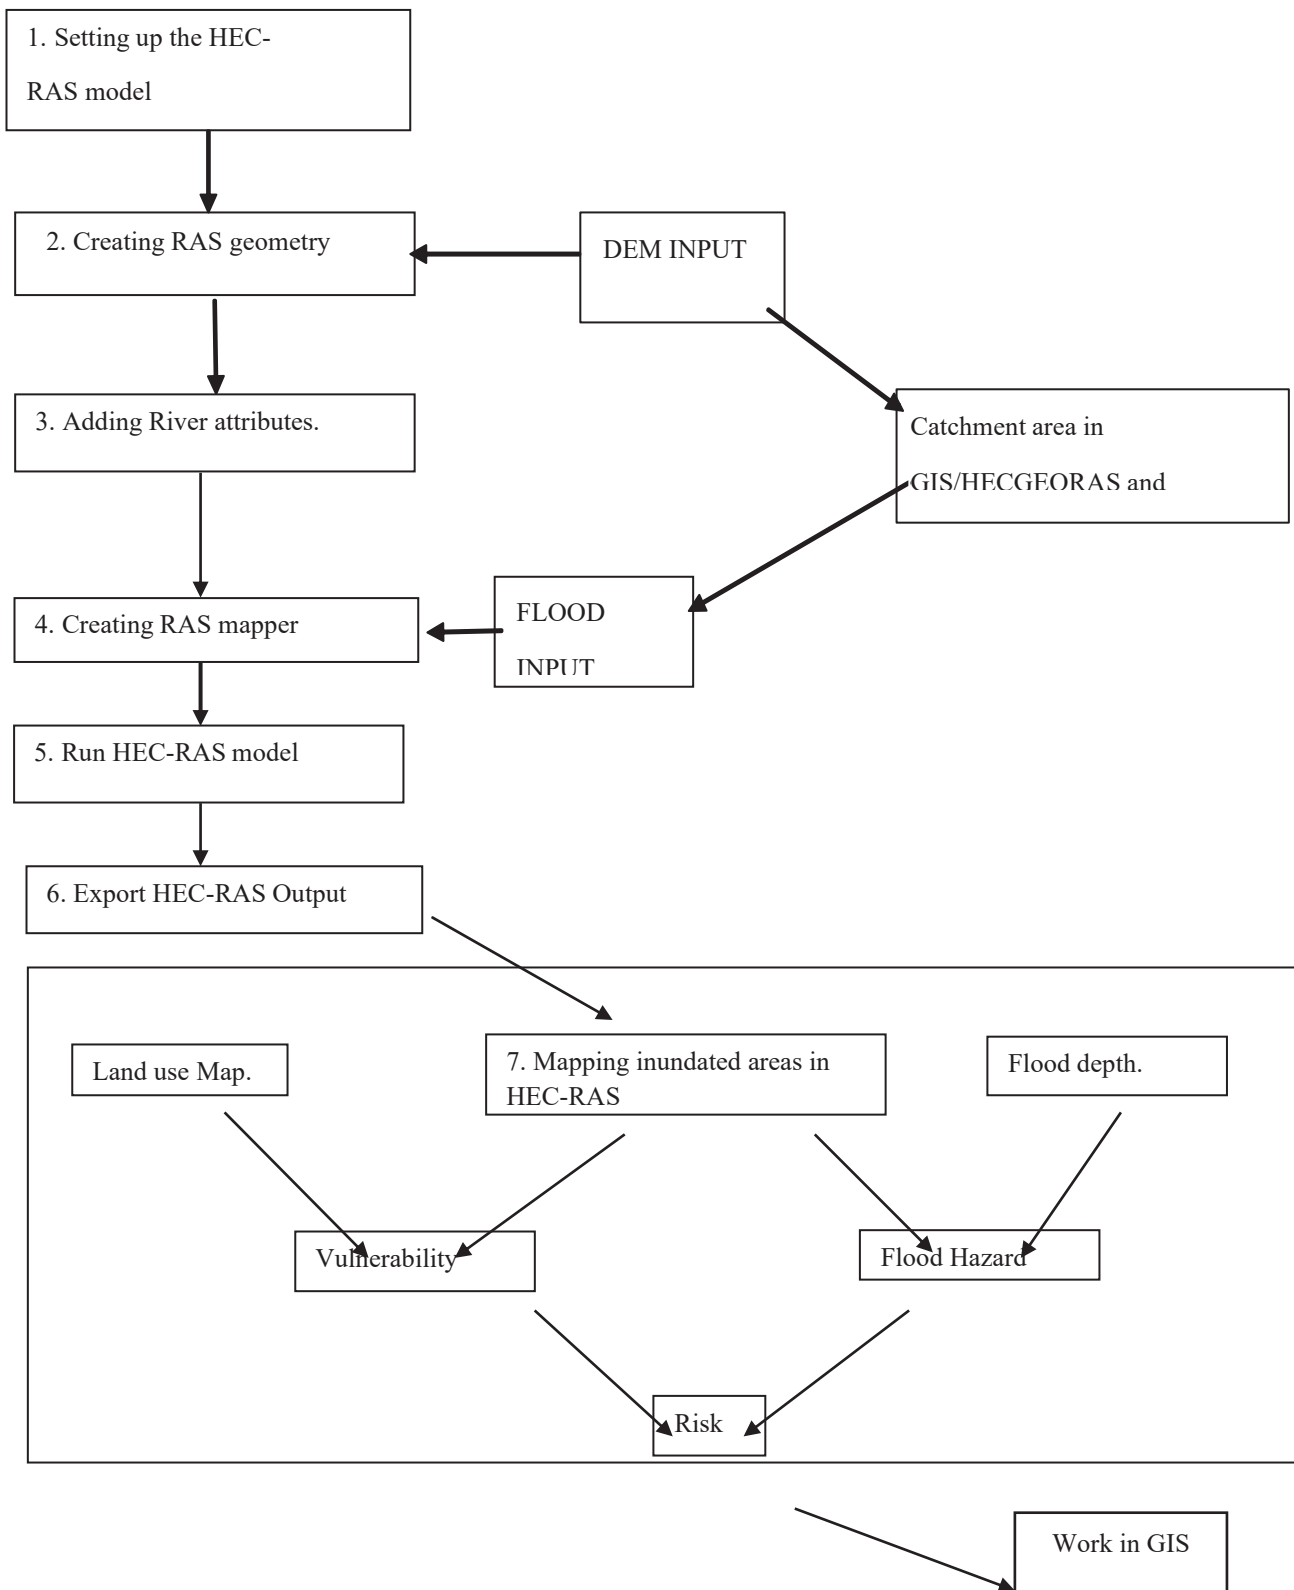 1. Setting up the HEC-
RAS model
2. Creating RAS geometry
DEM INPUT
3. Adding River attributes.
Catchment area in
GIS/HECGEORAS and
4. Creating RAS mapper
FLOOD
INPUT
5. Run HEC-RAS model
6. Export HEC-RAS Output
Land use Map.
7. Mapping inundated areas in
HEC-RAS
Flood depth.
Vulnerability
Flood Hazard
Risk
Work in GIS